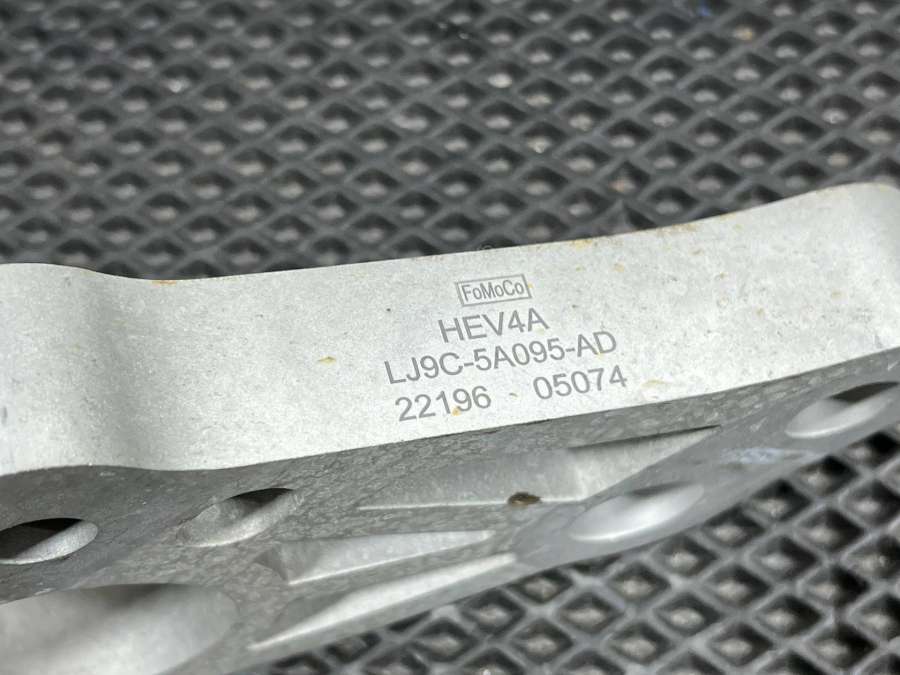 FoMoCo
HEV4A
LJ9C-5A095-AD
22196 05074